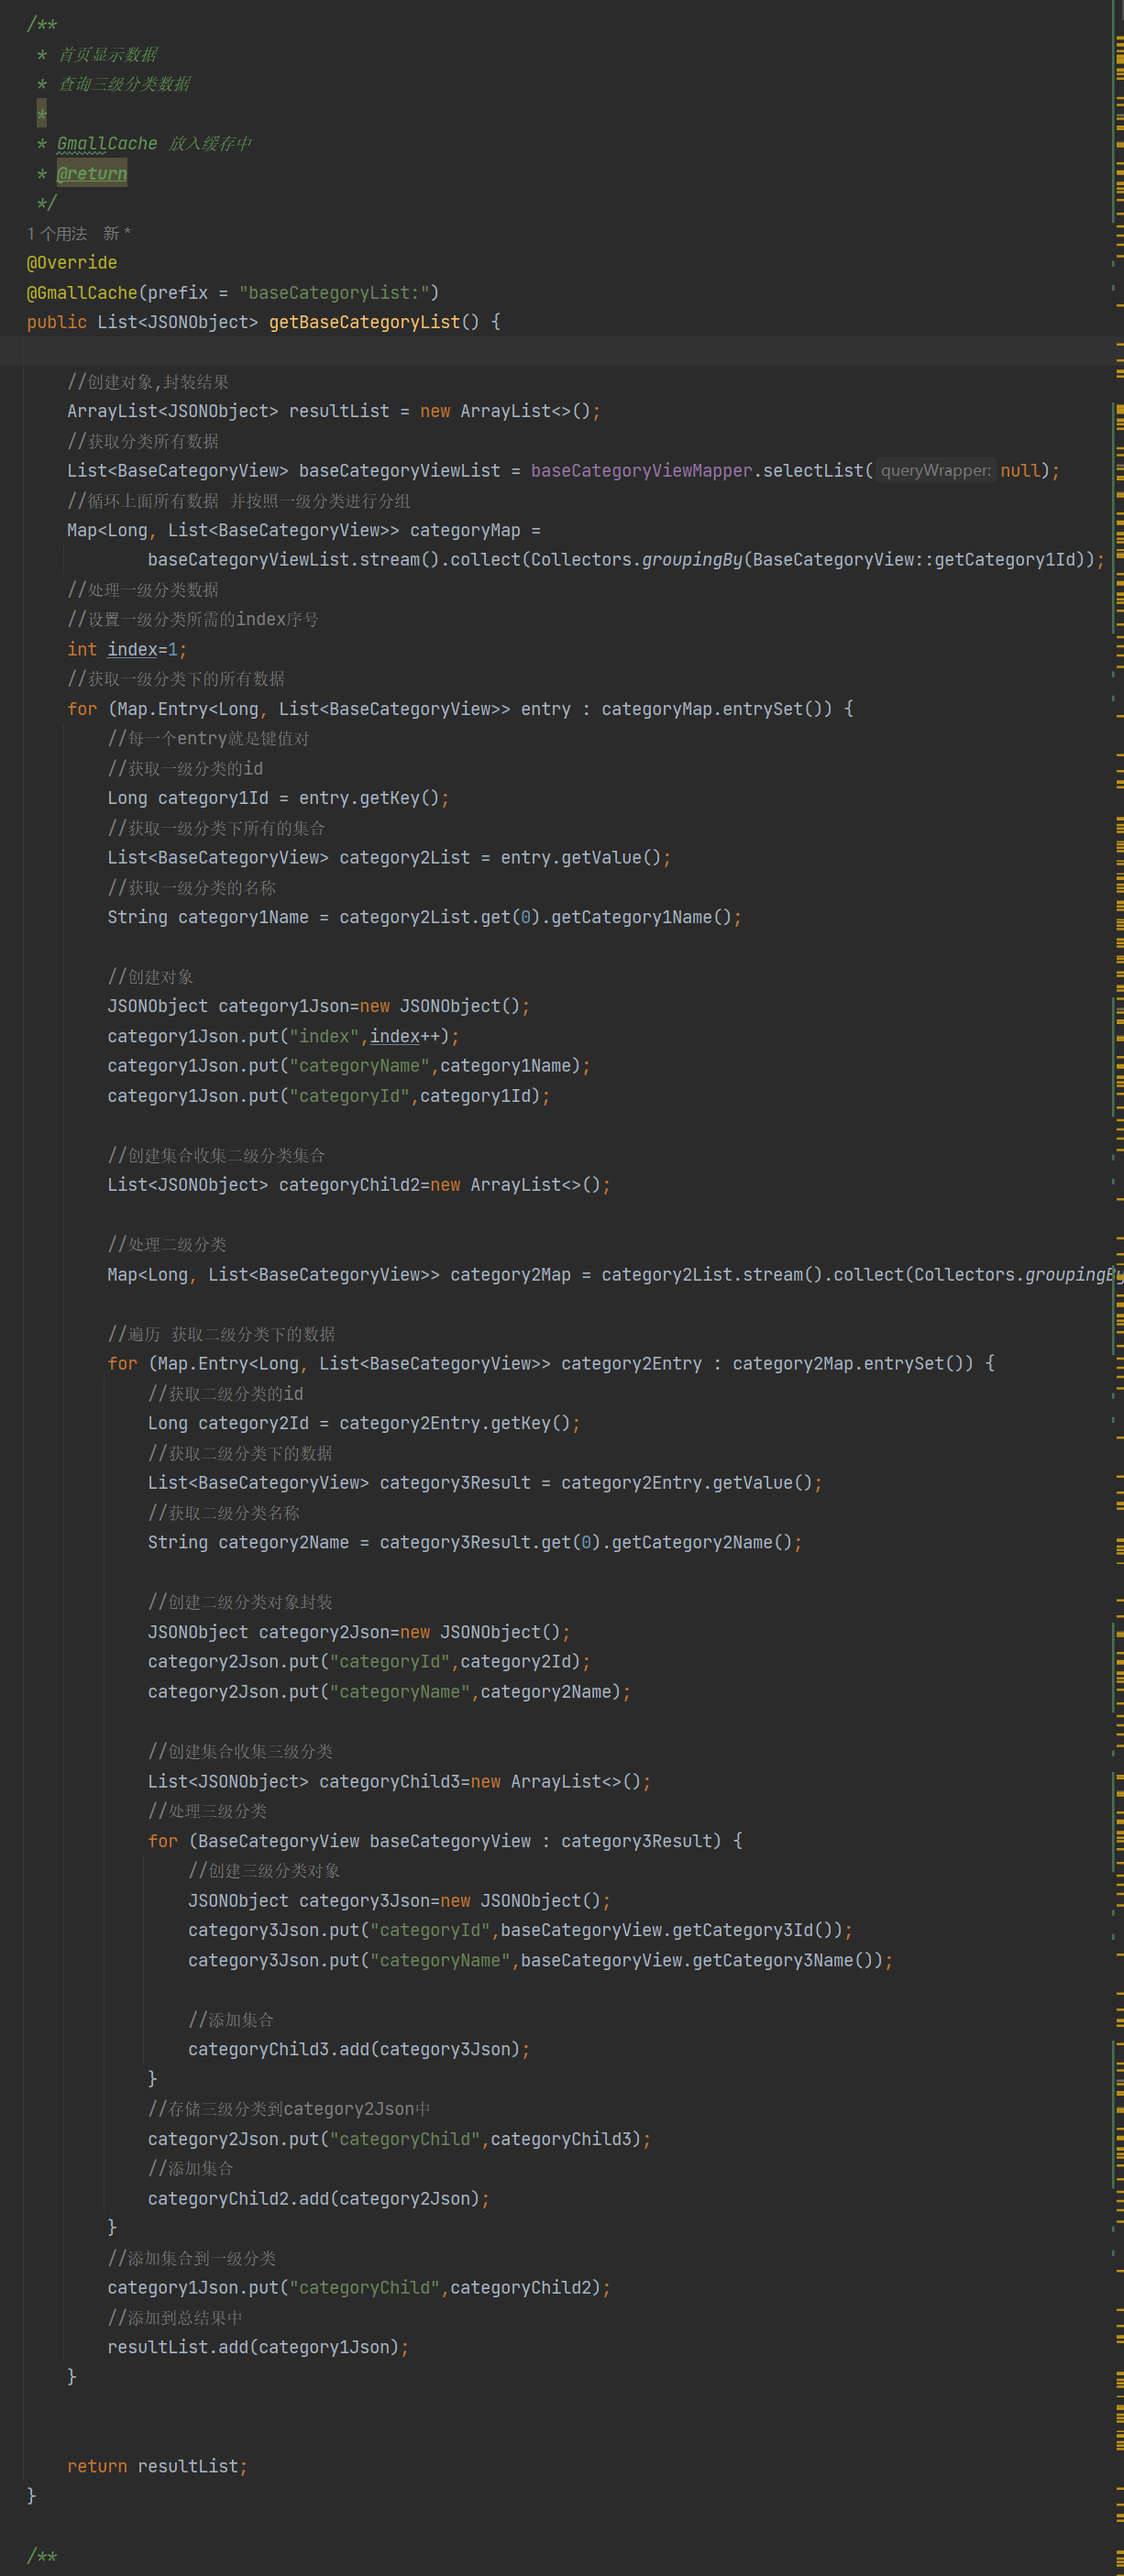 /**
* 首页显示数据
* 查询三级分类数据
*
* GmallCache 放入缓存中
* @return
*/
1 个用法 新 *
@Override
@GmallCache(prefix = "baseCategoryList:")
public List<JSONObject> getBaseCategoryList() {
//创建对象,封装结果
ArrayList<JSONObject> resultList = new ArrayList<>();
//获取分类所有数据
List<BaseCategoryView> baseCategoryViewList = baseCategoryViewMapper.selectList( queryWrapper: null);
//循环上面所有数据 并按照一级分类进行分组
Map<Long, List<BaseCategoryView>> categoryMap =
baseCategoryViewList.stream().collect(Collectors.groupingBy(BaseCategoryView::getCategory1Id));
//处理一级分类数据
//设置一级分类所需的index序号
int index=1;
//获取一级分类下的所有数据
for (Map.Entry<Long, List<BaseCategoryView>> entry : categoryMap.entrySet()) {
//每一个entry就是键值对
//获取一级分类的id
Long category1Id = entry.getKey();
//获取一级分类下所有的集合
List<BaseCategoryView> category2List = entry.getValue();
//获取一级分类的名称
String category1Name = category2List.get(0).getCategory1Name();
//创建对象
JSONObject category1Json=new JSONObject();
category1Json.put("index",index++);
category1Json.put("categoryName",category1Name);
category1Json.put("categoryId",category1Id);
//创建集合收集二级分类集合
List<JSONObject> categoryChild2=new ArrayList<>();
//处理二级分类
Map<Long, List<BaseCategoryView>> category2Map = category2List.stream().collect(Collectors.groupingBy
//遍历 获取二级分类下的数据
for (Map.Entry<Long, List<BaseCategoryView>> category2Entry : category2Map.entrySet()) {
//获取二级分类的id
Long category2Id = category2Entry.getKey();
//获取二级分类下的数据
List<BaseCategoryView> category3Result = category2Entry.getValue();
//获取二级分类名称
String category2Name = category3Result.get(0).getCategory2Name();
//创建二级分类对象封装
JSONObject category2Json=new JSONObject();
category2Json.put("categoryId",category2Id);
category2Json.put("categoryName",category2Name);
//创建集合收集三级分类
List<JSONObject> categoryChild3=new ArrayList<>();
//处理三级分类
for (BaseCategoryView baseCategoryView : category3Result) {
//创建三级分类对象
JSONObject category3Json=new JSONObject();
category3Json.put("categoryId",baseCategoryView.getCategory3Id());
category3Json.put("categoryName",baseCategoryView.getCategory3Name());
//添加集合
categoryChild3.add(category3Json);
}
//存储三级分类到category2Json中
category2Json.put("categoryChild",categoryChild3);
//添加集合
categoryChild2.add(category2Json);
}
//添加集合到一级分类
category1Json.put("categoryChild",categoryChild2);
//添加到总结果中
resultList.add(category1Json);
}
return resultList;
}
/**